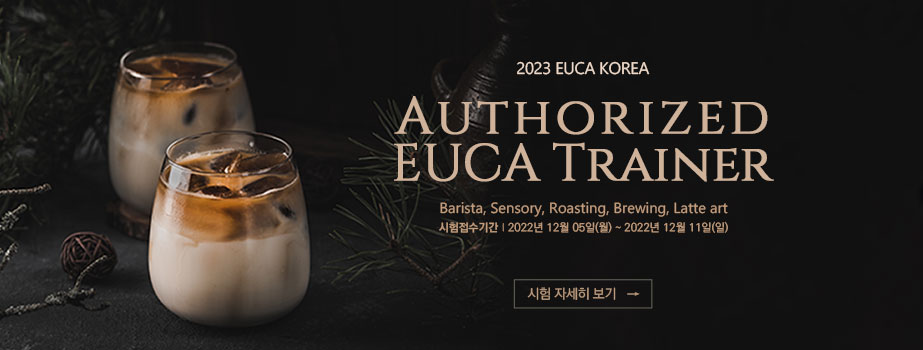 2023 EUCA KOREA
AUTHORIZED
EUCA TRAINER
Barista, Sensory, Roasting, Brewing, Latte art
시험접수기간 | 2022년 12월 05일(월) ~ 2022년 12월 11일(일)
시험 자세히 보기 →